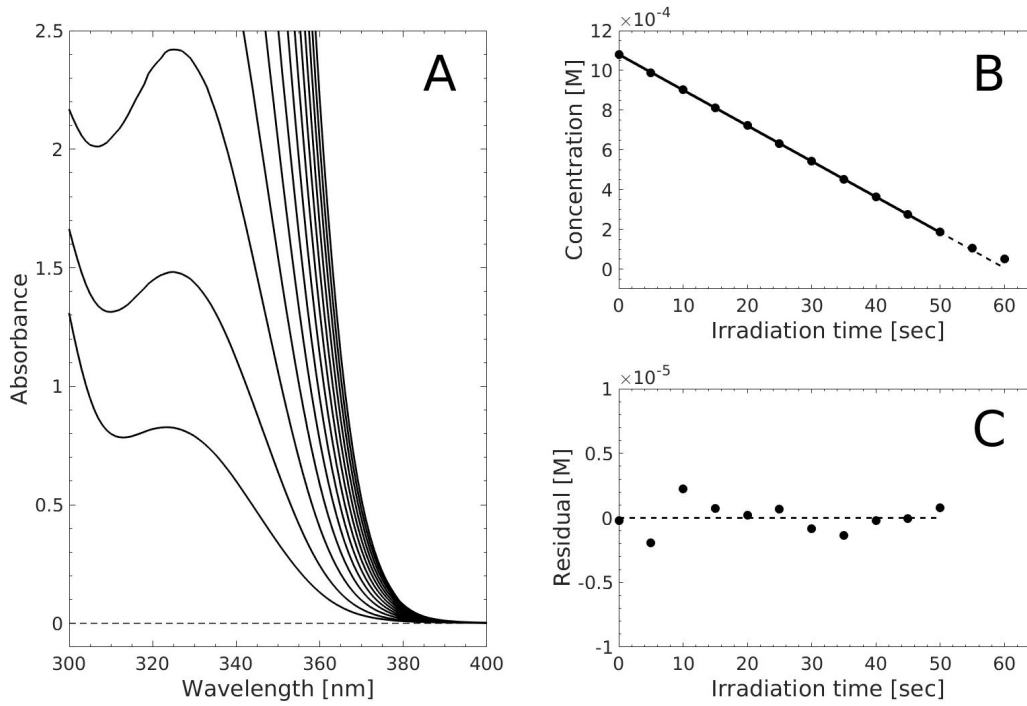 A
2.5
2
1.5
1
0.5
0
300 320 340 360 380 400
Absorbance
Wavelength [nm]
B
×10-4
12
10
8
6
4
2
0
0 10 20 30 40 50 60
Concentration [M]
Irradiation time [sec]
C
×10-5
1
0.5
0
-0.5
-1
0 10 20 30 40 50 60
Residual [M]
Irradiation time [sec]